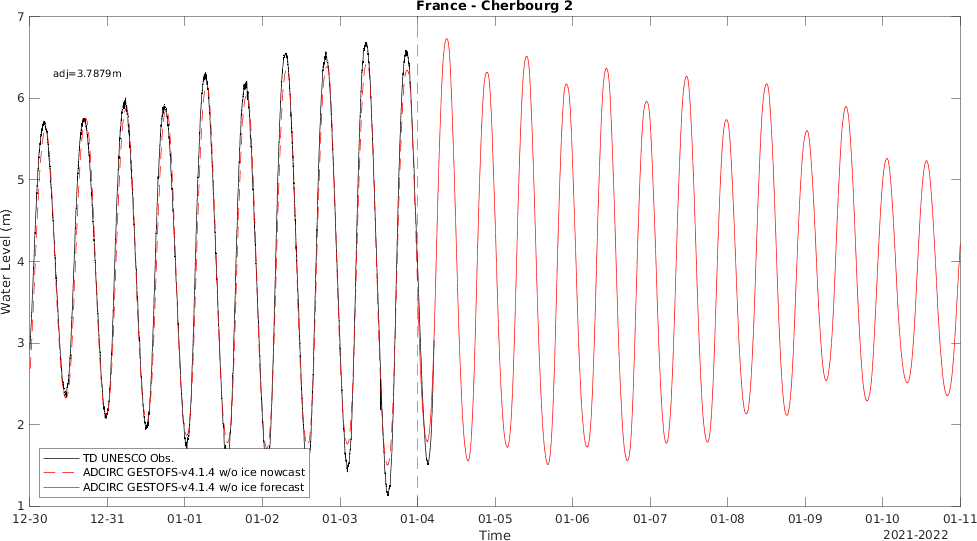 France - Cherbourg 2
7
adj=3.7879m
6
5
4
3
2
1
Water Level (m)
TD UNESCO Obs.
ADCIRC GESTOFS-v4.1.4 w/o ice nowcast
ADCIRC GESTOFS-v4.1.4 w/o ice forecast
12-30 12-31 01-01 01-02 01-03 01-04 01-05 01-06 01-07 01-08 01-09 01-10 01-11
Time
2021-2022